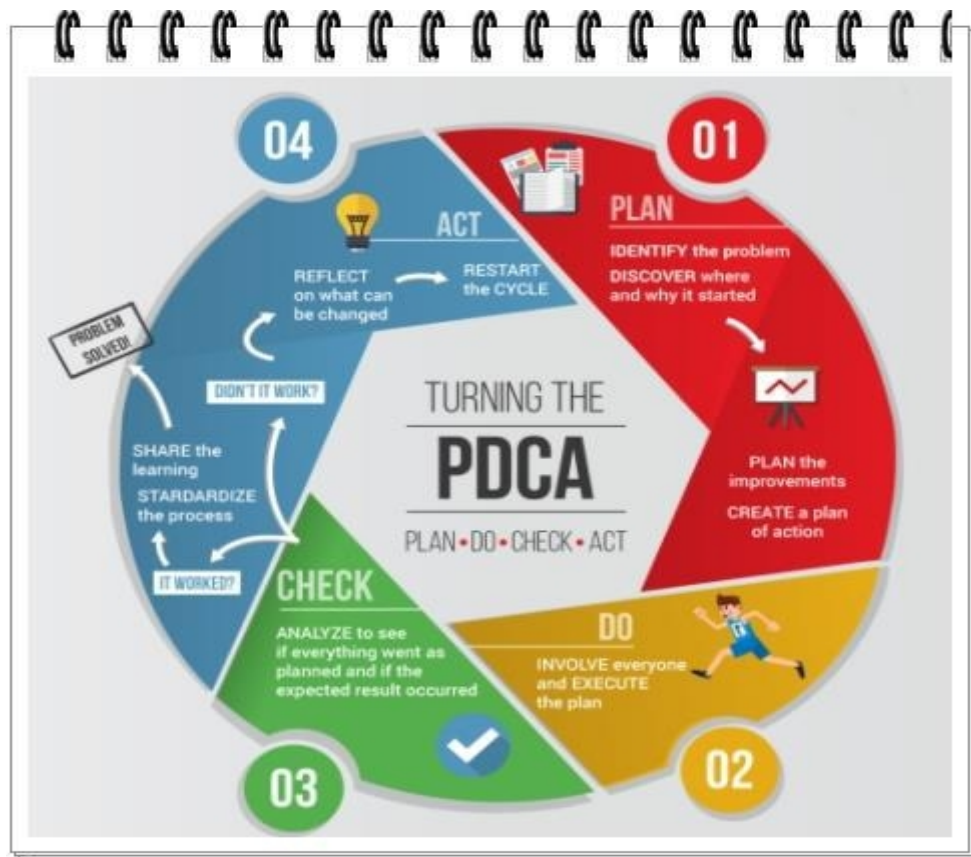 TURNING THE
PDCA
PLAN • DO • CHECK • ACT
01
PLAN
IDENTIFY the problem
DISCOVER where
and why it started
PLAN the
improvements
CREATE a plan
of action
02
DO
INVOLVE everyone
and EXECUTE
the plan
03
CHECK
ANALYZE to see
if everything went as
planned and if the
expected result occurred
04
ACT
IT WORKED?
STARDARDIZE
the process
SHARE the
learning
PROBLEM
SOLVED!
DIDN'T IT WORK?
REFLECT
on what can
be changed
RESTART
the CYCLE